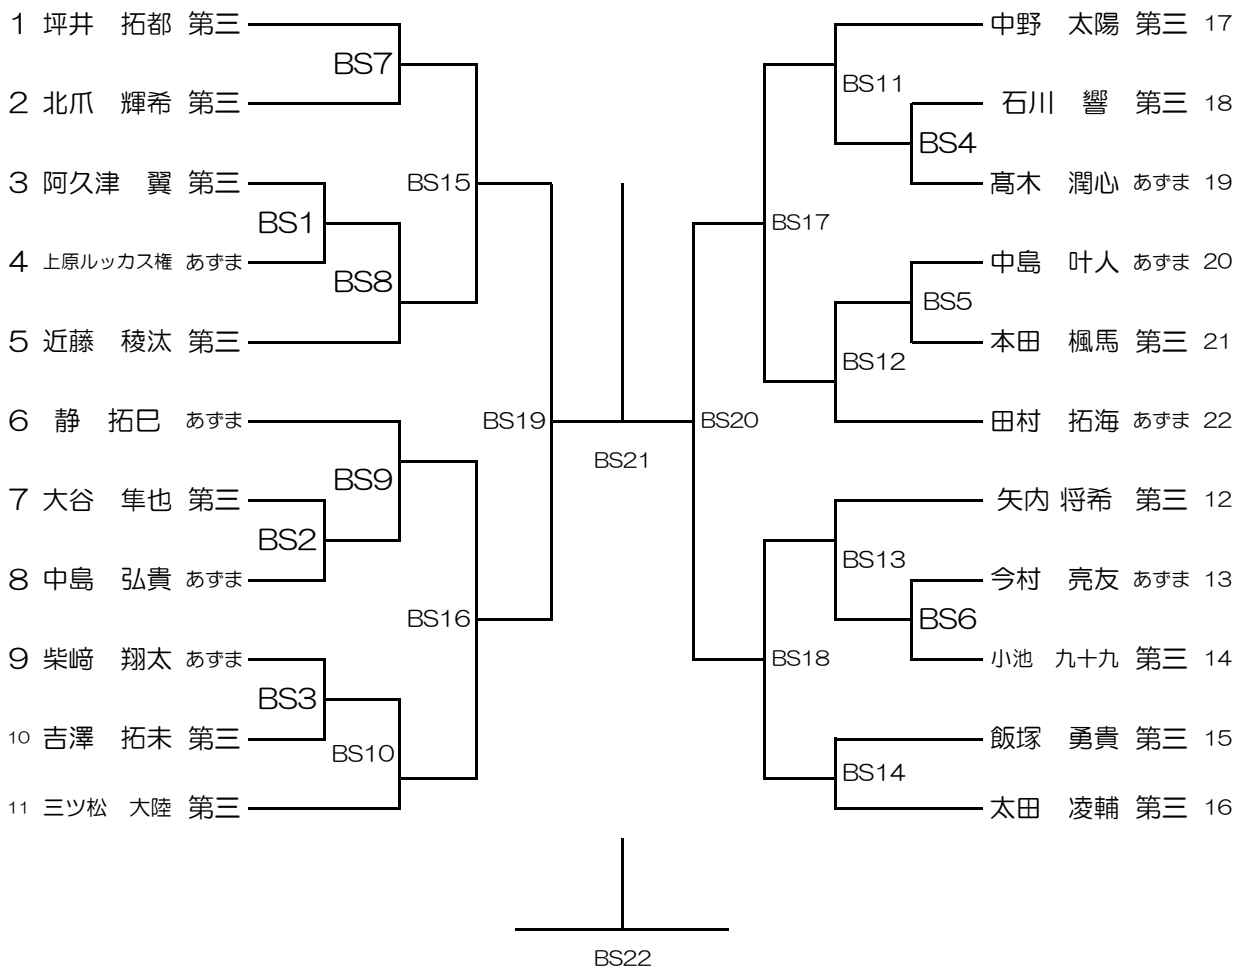 1 坪井　拓都 第三
BS7
2 北爪　輝希 第三
3 阿久津　翼 第三
BS1
4 上原ルッカス権 あずま
BS8
5 近藤　稜汰 第三
BS15
6 静　拓巳 あずま
BS9
7 大谷　隼也 第三
BS2
8 中島　弘貴 あずま
9 柴﨑　翔太 あずま
BS3
10 吉澤　拓未 第三
BS10
11 三ツ松　大陸 第三
BS16
BS19
BS21
BS20
中野　太陽 第三 17
BS11
石川　響 第三 18
BS4
髙木　潤心 あずま 19
BS17
中島　叶人 あずま 20
BS5
本田　楓馬 第三 21
BS12
田村　拓海 あずま 22
矢内 将希 第三 12
BS13
今村　亮友 あずま 13
BS6
小池　九十九 第三 14
BS18
飯塚　勇貴 第三 15
BS14
太田　凌輔 第三 16
BS22